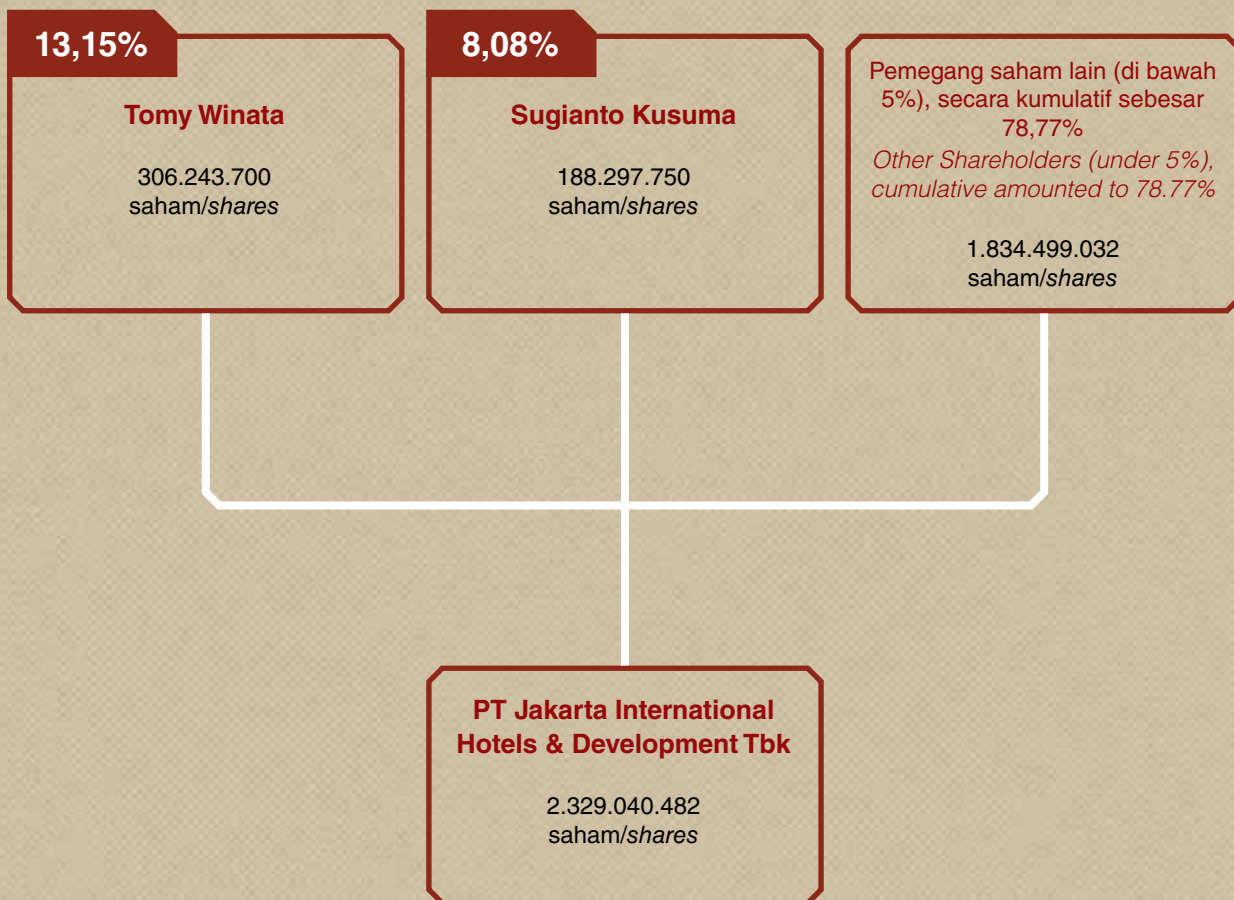 13,15%
Tomy Winata
306.243.700
saham/shares
8,08%
Sugianto Kusuma
188.297.750
saham/shares
Pemegang saham lain (di bawah
5%), secara kumulatif sebesar
78,77%
Other Shareholders (under 5%),
cumulative amounted to 78.77%
1.834.499.032
saham/shares
PT Jakarta International
Hotels & Development Tbk
2.329.040.482
saham/shares